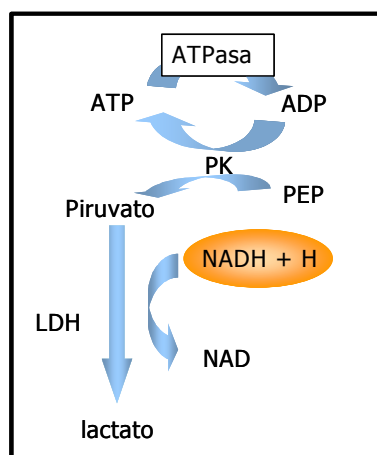 ATPasa
ATP
ADP
PK
PEP
Piruvato
NADH + H
LDH
NAD
lactato